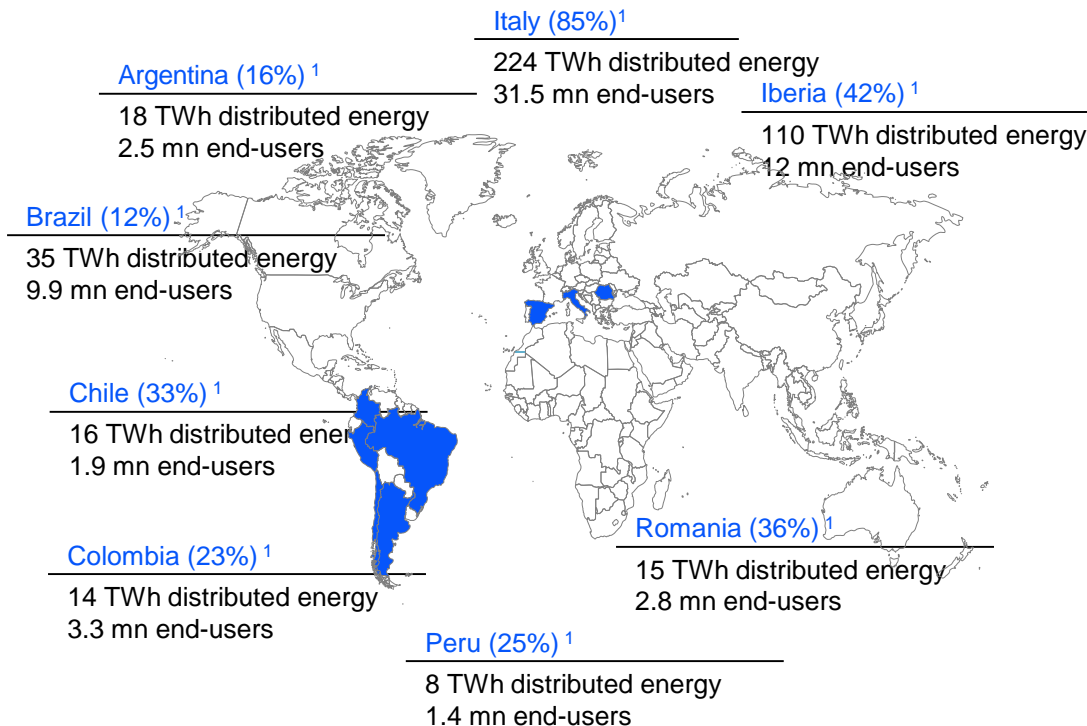 Italy (85%)¹
224 TWh distributed energy
31.5 mn end-users
Argentina (16%) ¹
18 TWh distributed energy
2.5 mn end-users
Iberia (42%) ¹
110 TWh distributed energy
12 mn end-users
Brazil (12%) ¹
35 TWh distributed energy
9.9 mn end-users
Chile (33%) ¹
16 TWh distributed ener
1.9 mn end-users
Colombia (23%) ¹
14 TWh distributed energy
3.3 mn end-users
Romania (36%) ¹
15 TWh distributed energy
2.8 mn end-users
Peru (25%) ¹
8 TWh distributed energy
1.4 mn end-users